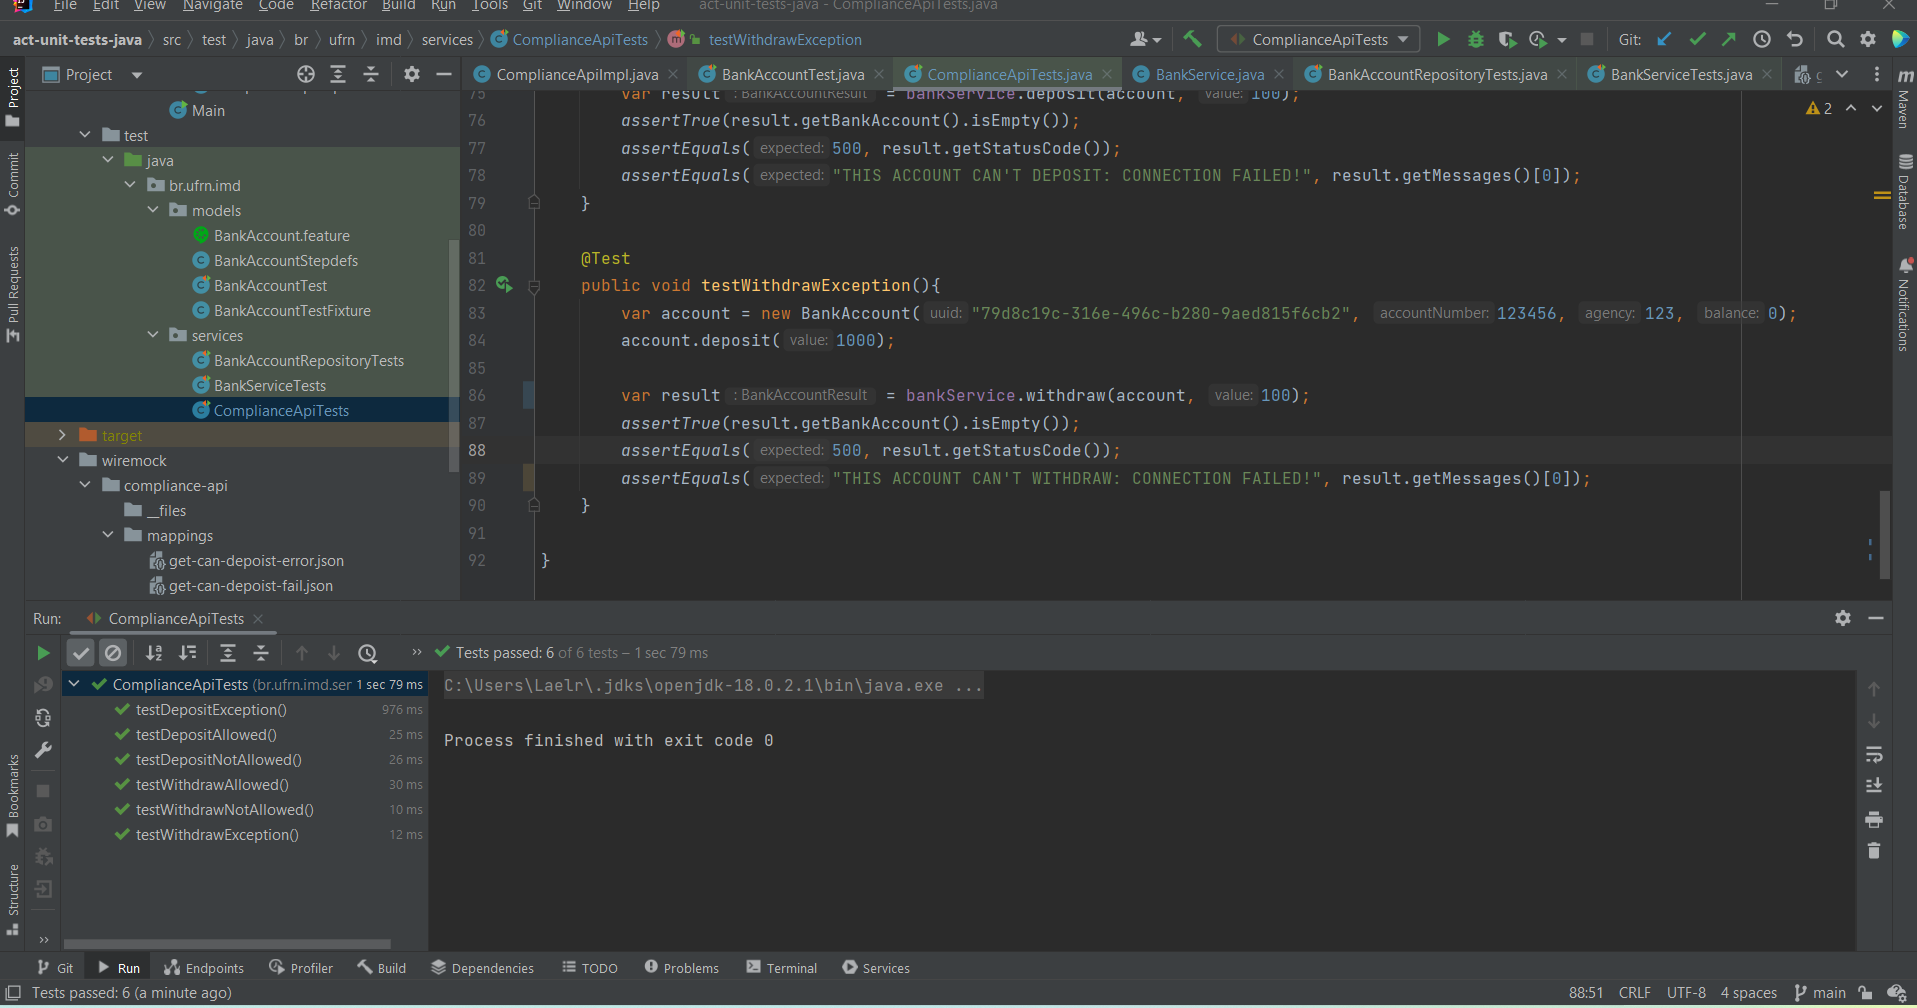 File Edit View Navigate Code Refactor Build Run Tools Git Window Help act-unit-tests-java - ComplianceApiTests.java
act-unit-tests-java src test java br ufrn imd services ComplianceApiTests testWithdrawException ComplianceApiTests Git:
Project ComplianceApiImpl.java BankAccountTest.java ComplianceApiTests.java BankService.java BankAccountRepositoryTests.java BankServiceTests.java
Project
Commit
Pull Requests
Bookmarks
Structure
Main
test
java
br.ufrn.imd
models
BankAccount.feature
BankAccountStepdefs
BankAccountTest
BankAccountTestFixture
services
BankAccountRepositoryTests
BankServiceTests
ComplianceApiTests
target
wiremock
compliance-api
__files
mappings
get-can-depoist-error.json
get-can-depoist-fail.json
75 var result : BankAccountResult = bankService.deposit(account, value: 100);
76 assertTrue(result.getBankAccount().isEmpty());
77 assertEquals( expected: 500, result.getStatusCode());
78 assertEquals( expected: "THIS ACCOUNT CAN'T DEPOSIT: CONNECTION FAILED!", result.getMessages()[0]);
79 }
80
81 @Test
82 public void testWithdrawException(){
83 var account = new BankAccount( uuid: "79d8c19c-316e-496c-b280-9aed815f6cb2", accountNumber: 123456, agency: 123, balance: 0);
84 account.deposit( value: 1000);
85
86 var result : BankAccountResult = bankService.withdraw(account, value: 100);
87 assertTrue(result.getBankAccount().isEmpty());
88 assertEquals( expected: 500, result.getStatusCode());
89 assertEquals( expected: "THIS ACCOUNT CAN'T WITHDRAW: CONNECTION FAILED!", result.getMessages()[0]);
90 }
91
92 }
2
Maven
Database
Notifications
Run: ComplianceApiTests
Tests passed: 6 of 6 tests – 1 sec 79 ms
ComplianceApiTests (br.ufrn.imd.ser 1 sec 79 ms
testDepositException() 976 ms
testDepositAllowed() 25 ms
testDepositNotAllowed() 26 ms
testWithdrawAllowed() 30 ms
testWithdrawNotAllowed() 10 ms
testWithdrawException() 12 ms
C:\Users\Laelr\.jdks\openjdk-18.0.2.1\bin\java.exe ...
Process finished with exit code 0
Git Run Endpoints Profiler Build Dependencies TODO Problems Terminal Services
Tests passed: 6 (a minute ago) 88:51 CRLF UTF-8 4 spaces main